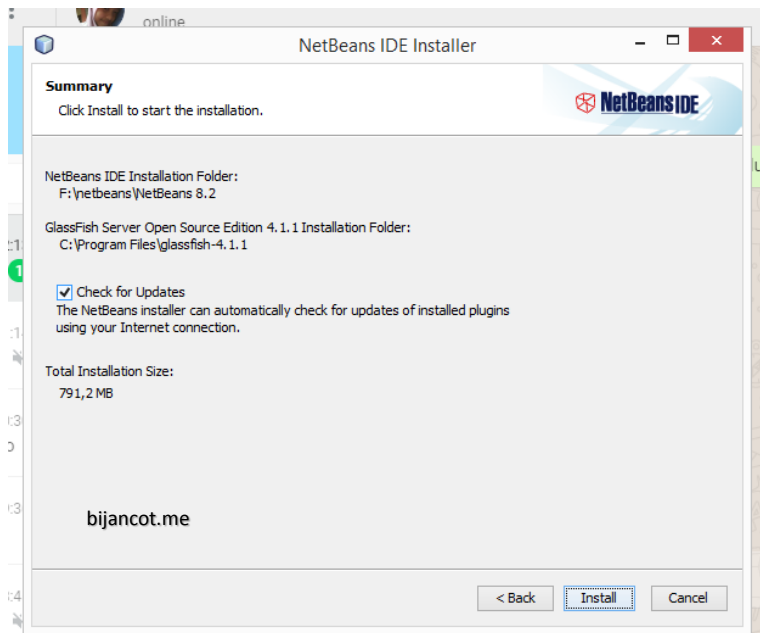 online
NetBeans IDE Installer
Summary
Click Install to start the installation.
NetBeans IDE
NetBeans IDE Installation Folder:
F:\netbeans\NetBeans 8.2
GlassFish Server Open Source Edition 4.1.1 Installation Folder:
C:\Program Files\glassfish-4.1.1
Check for Updates
The NetBeans installer can automatically check for updates of installed plugins
using your Internet connection.
Total Installation Size:
791,2 MB
bijancot.me
< Back
Install
Cancel